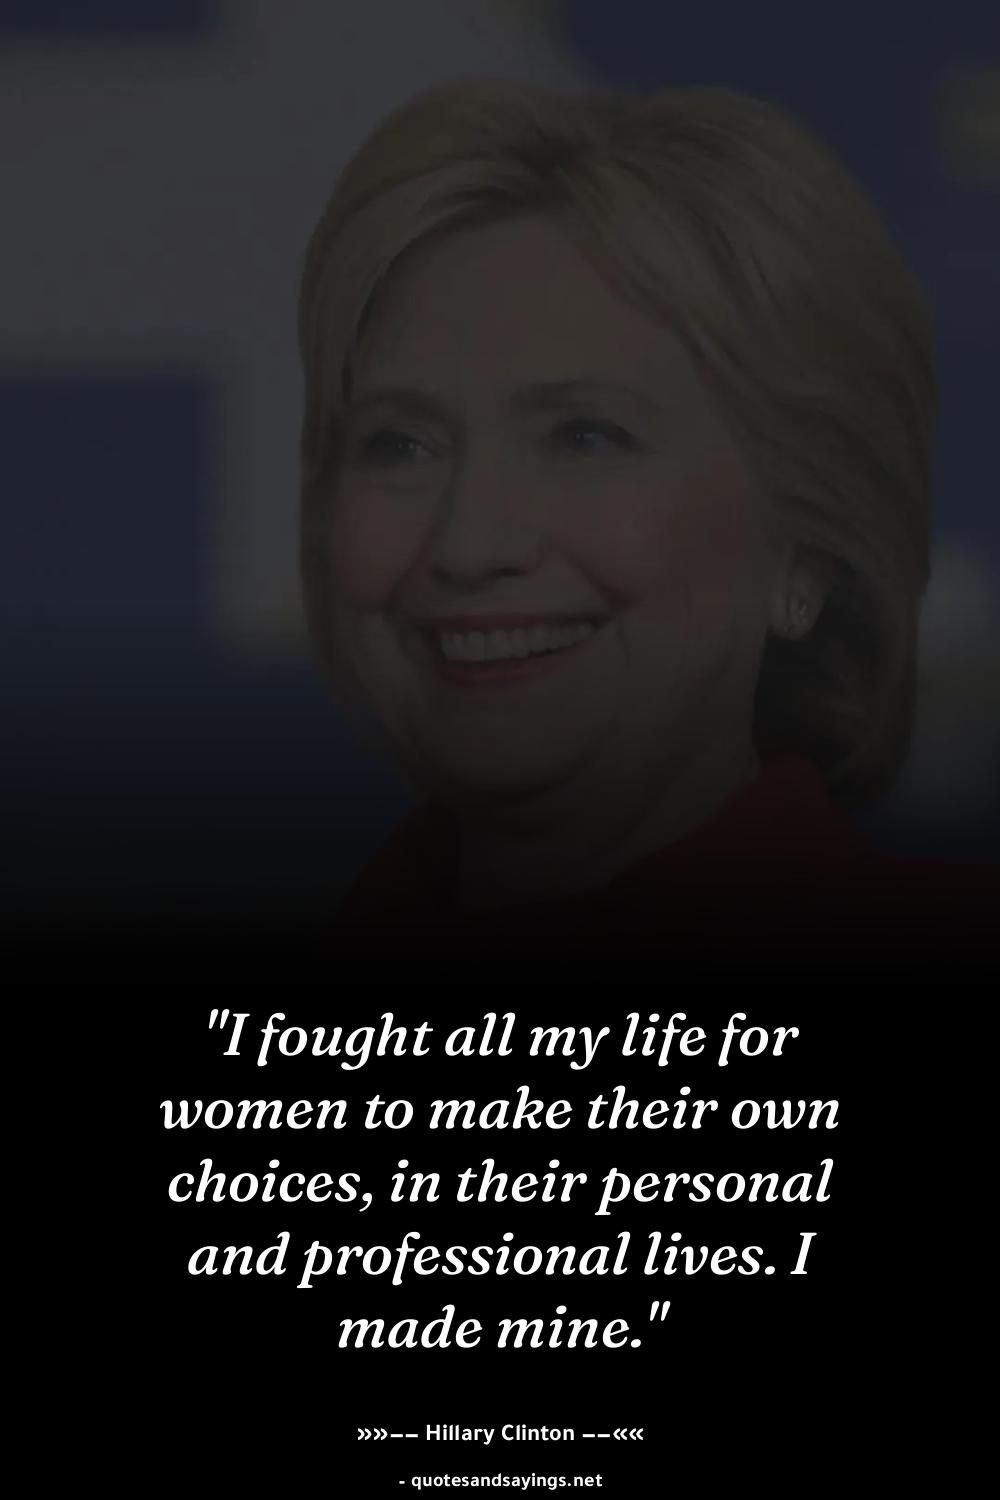 "I fought all my life for
women to make their own
choices, in their personal
and professional lives. I
made mine."
»»−− Hillary Clinton −−««
- quotesandsayings.net